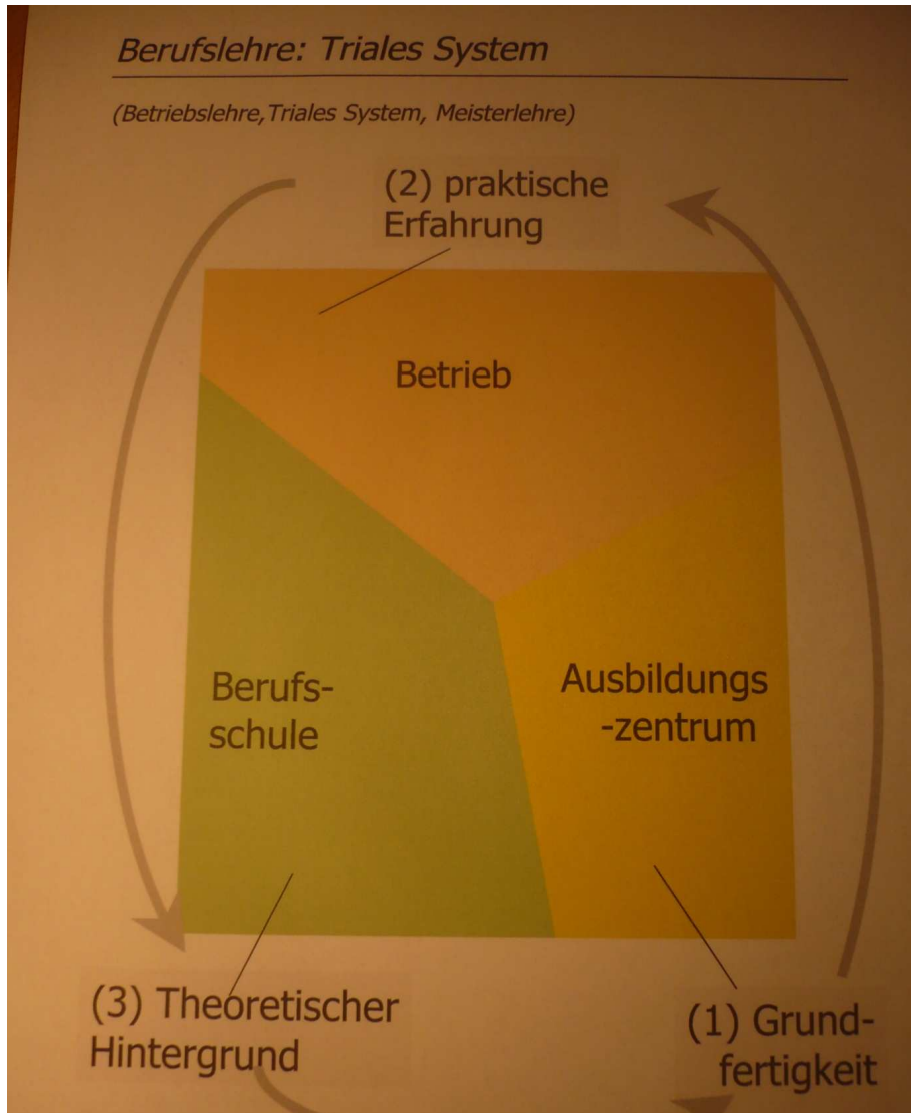 Berufslehre: Triales System
(Betriebslehre,Triales System, Meisterlehre)
(2) praktische
Erfahrung
Betrieb
Berufs-
schule
Ausbildungs
-zentrum
(3) Theoretischer
Hintergrund
(1) Grund-
fertigkeit